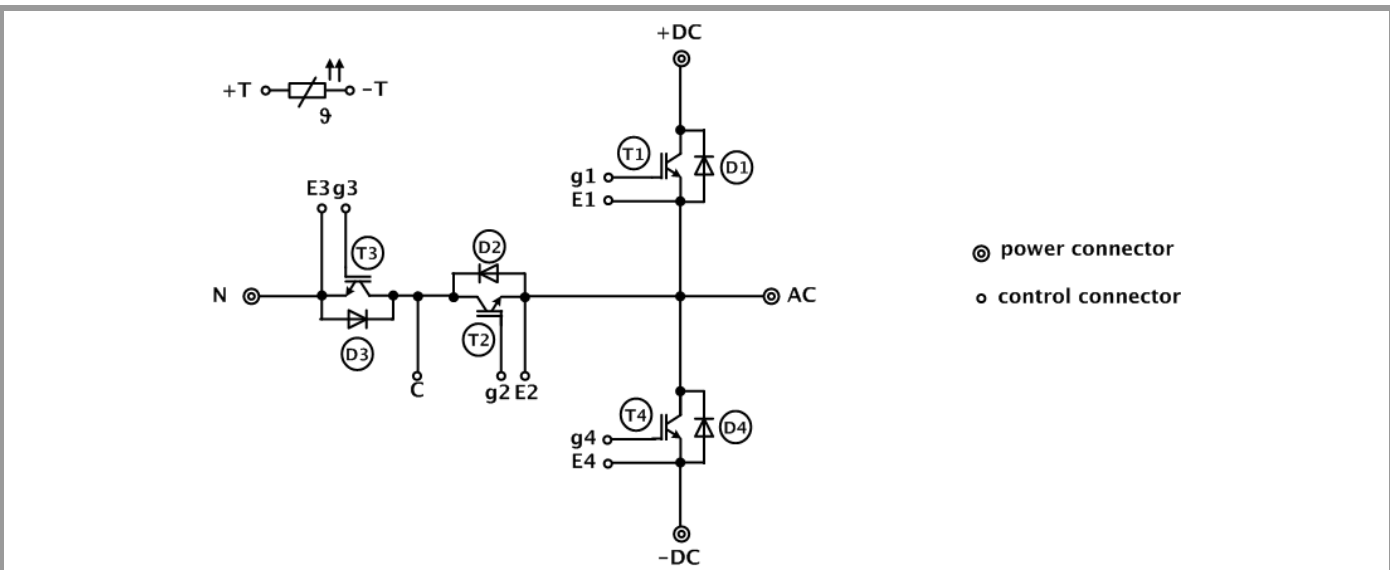 +DC
+T
-T
ϑ
T1
D1
g1
E1
E3 g3
T3
D2
power connector
N
AC
control connector
D3
T2
C
g2 E2
T4
D4
g4
E4
-DC